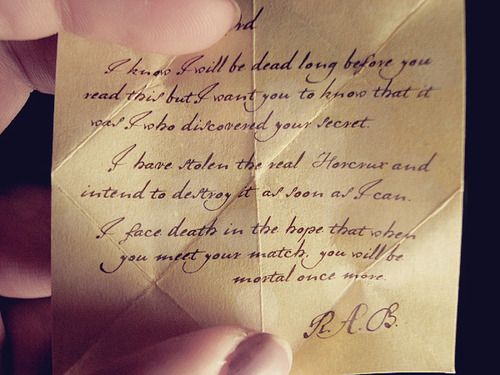 I know I will be dead long before you
read this but I want you to know that it
was I who discovered your secret.
I have stolen the real Horcrux and
intend to destroy it as soon as I can.
I face death in the hope that when
you meet your match, you will be
mortal once more.
R.A.B.